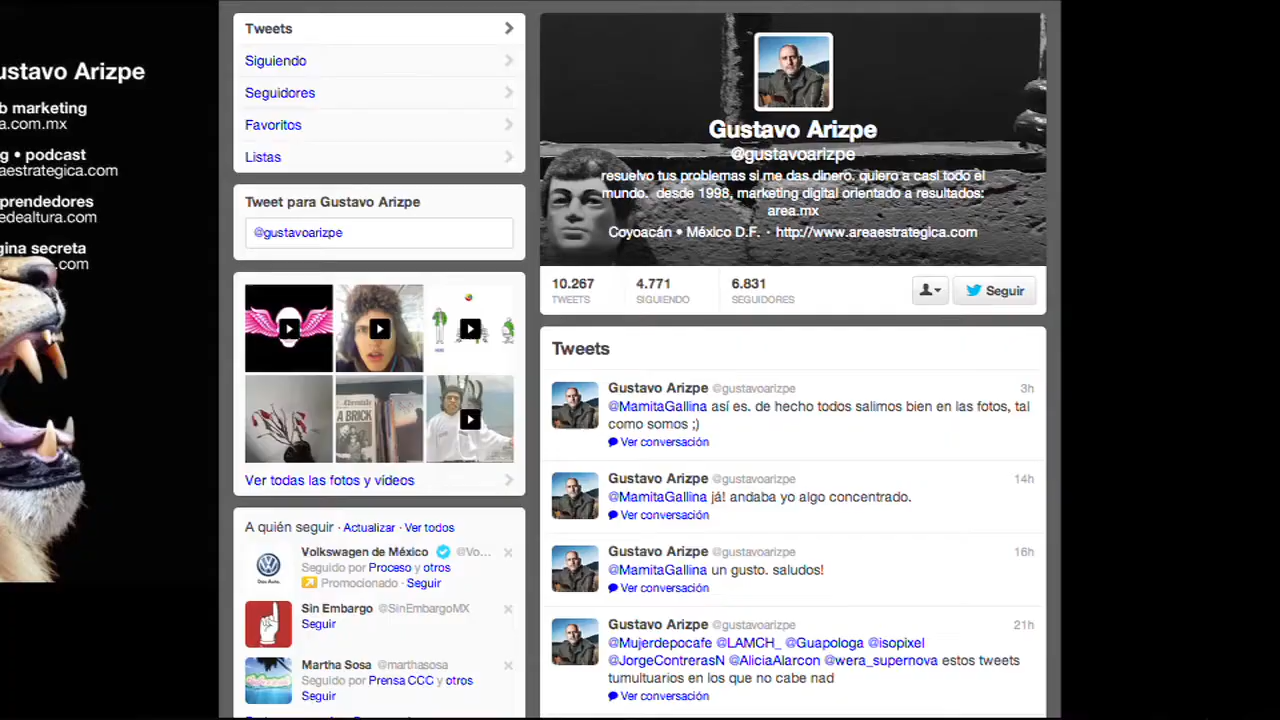 ustavo Arizpe
b marketing
a.com.mx
g • podcast
aestrategica.com
prendedores
edealtura.com
gina secreta
.com
Tweets
Siguiendo
Seguidores
Favoritos
Listas
Tweet para Gustavo Arizpe
@gustavoarizpe
Ver todas las fotos y vídeos
A quién seguir · Actualizar · Ver todos
Volkswagen de México @Vo...
Seguido por Proceso y otros
Promocionado · Seguir
Sin Embargo @SinEmbargoMX
Seguir
Martha Sosa @marthasosa
Seguido por Prensa CCC y otros
Seguir
Gustavo Arizpe
@gustavoarizpe
resuelvo tus problemas si me das dinero. quiero a casi todo el
mundo. desde 1998, marketing digital orientado a resultados:
area.mx
Coyoacán • México D.F. · http://www.areaestrategica.com
10.267 4.771 6.831
TWEETS SIGUIENDO SEGUIDORES
Seguir
Tweets
Gustavo Arizpe @gustavoarizpe 3h
@MamitaGallina así es. de hecho todos salimos bien en las fotos, tal
como somos ;)
Ver conversación
Gustavo Arizpe @gustavoarizpe 14h
@MamitaGallina já! andaba yo algo concentrado.
Ver conversación
Gustavo Arizpe @gustavoarizpe 16h
@MamitaGallina un gusto. saludos!
Ver conversación
Gustavo Arizpe @gustavoarizpe 21h
@Mujerdepocafe @LAMCH_ @Guapologa @isopixel
@JorgeContrerasN @AliciaAlarcon @wera_supernova estos tweets
tumultuarios en los que no cabe nad
Ver conversación